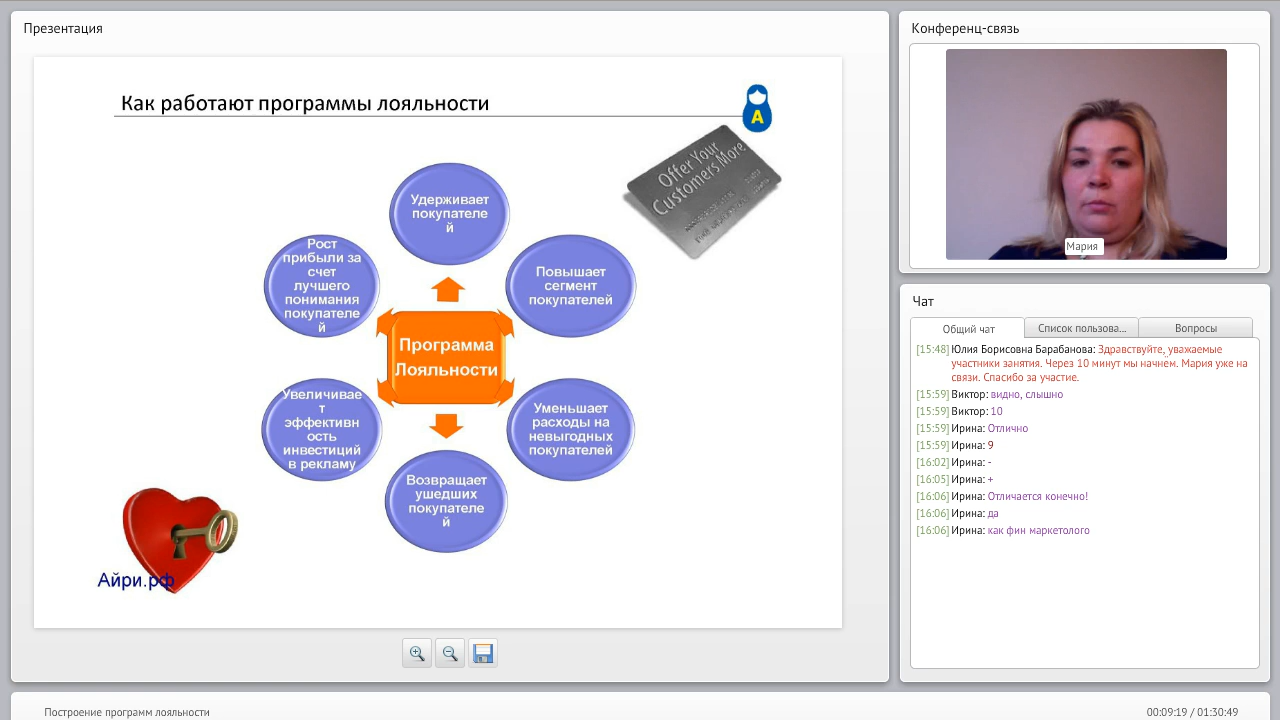 Презентация
Как работают программы лояльности
А
Offer Your
Customers More
Удерживает
покупателе
й
Рост
прибыли за
счет
лучшего
понимания
покупателе
й
Повышает
сегмент
покупателей
Программа
Лояльности
Увеличивае
т
эффективн
ость
инвестиций
в рекламу
Уменьшает
расходы на
невыгодных
покупателей
Возвращает
ушедших
покупателе
й
Айри.рф
Построение программ лояльности
Конференц-связь
Мария
Чат
Общий чат
Список пользова...
Вопросы
[15:48] Юлия Борисовна Барабанова: Здравствуйте, уважаемые
участники занятия. Через 10 минут мы начнем. Мария уже на
связи. Спасибо за участие.
[15:59] Виктор: видно, слышно
[15:59] Виктор: 10
[15:59] Ирина: Отлично
[15:59] Ирина: 9
[16:02] Ирина: -
[16:05] Ирина: +
[16:06] Ирина: Отличается конечно!
[16:06] Ирина: да
[16:06] Ирина: как фин маркетолого
00:09:19 / 01:30:49